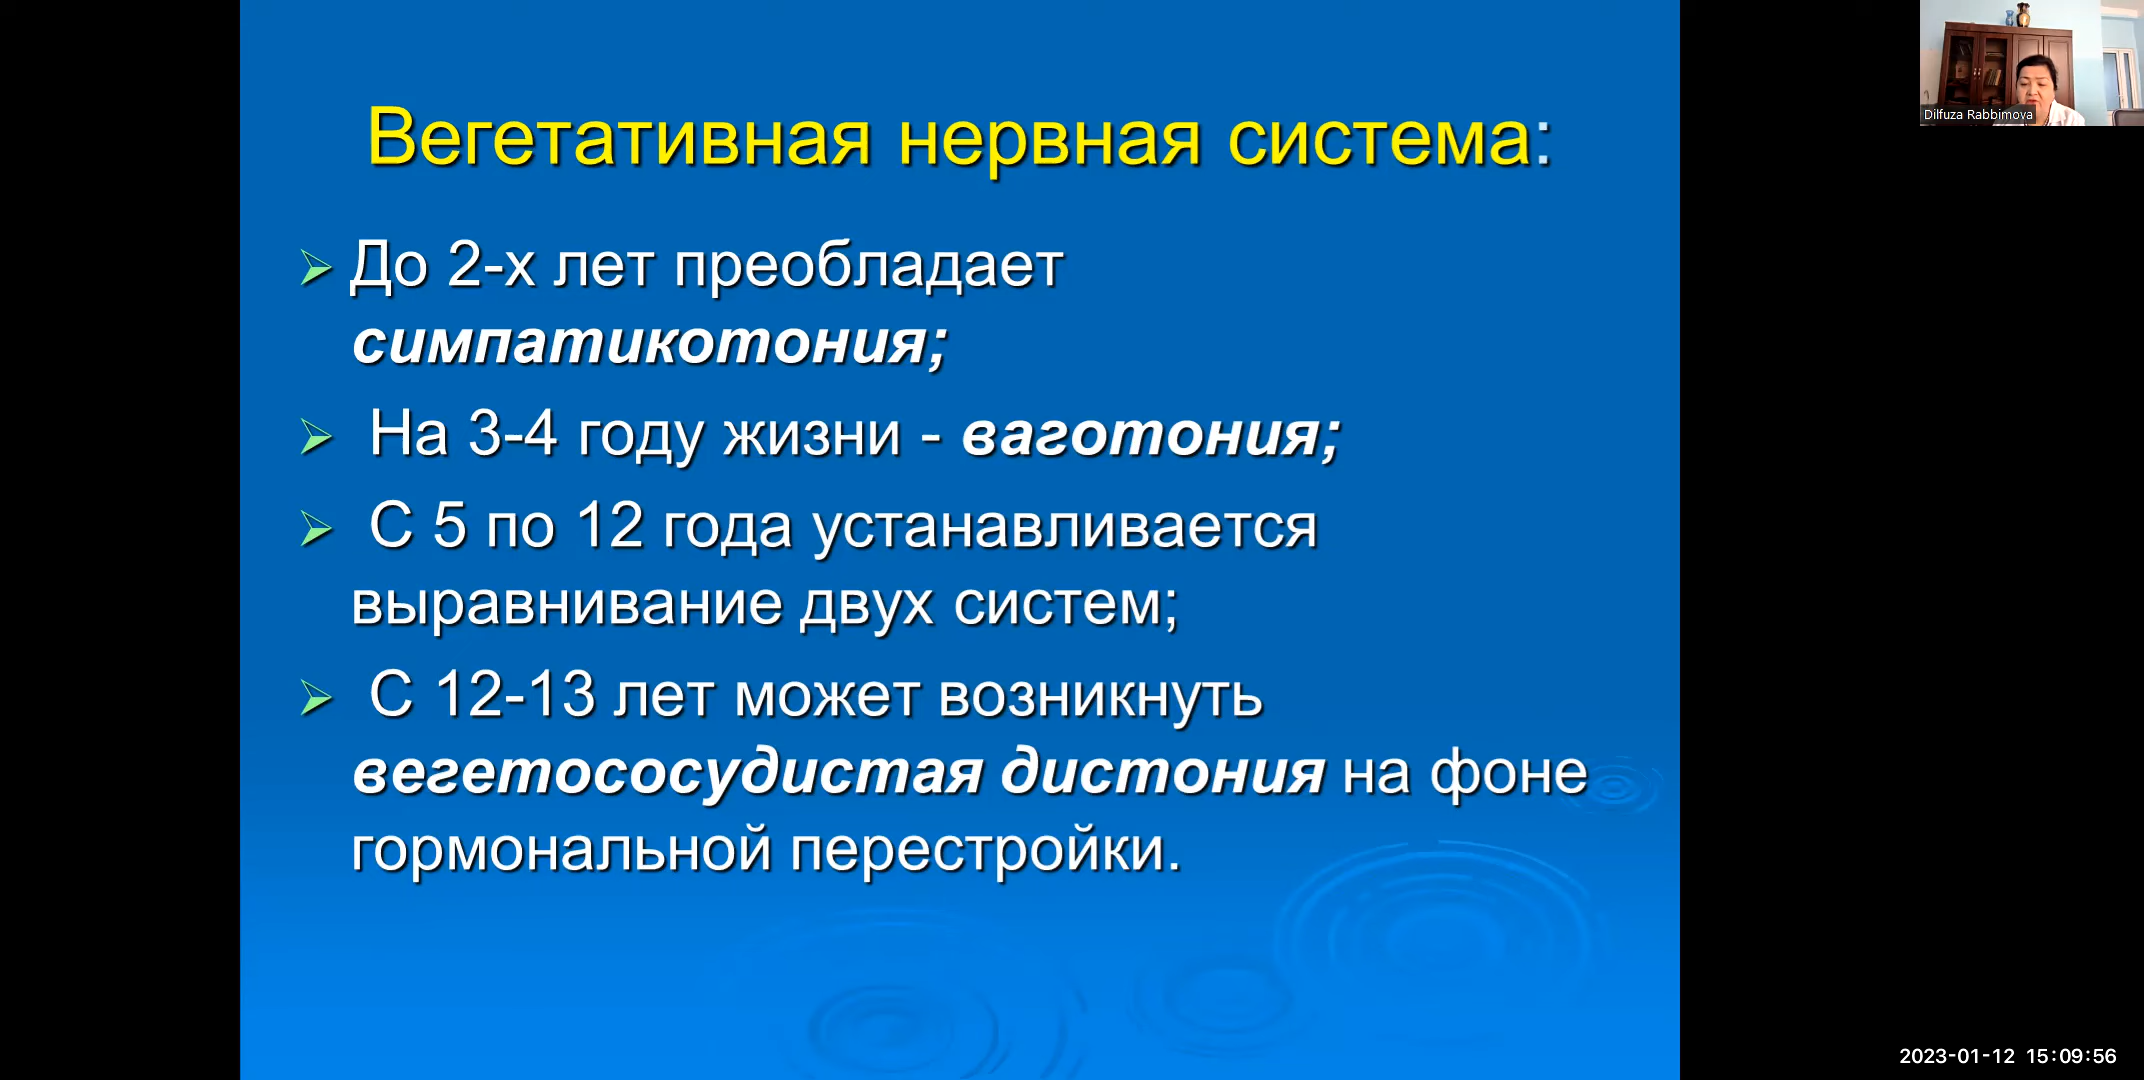 Вегетативная нервная система:
До 2-х лет преобладает
симпатикотония;
На 3-4 году жизни - ваготония;
С 5 по 12 года устанавливается
выравнивание двух систем;
С 12-13 лет может возникнуть
вегетососудистая дистония на фоне
гормональной перестройки.
Dilfuza Rabbimova
2023-01-12 15:09:56